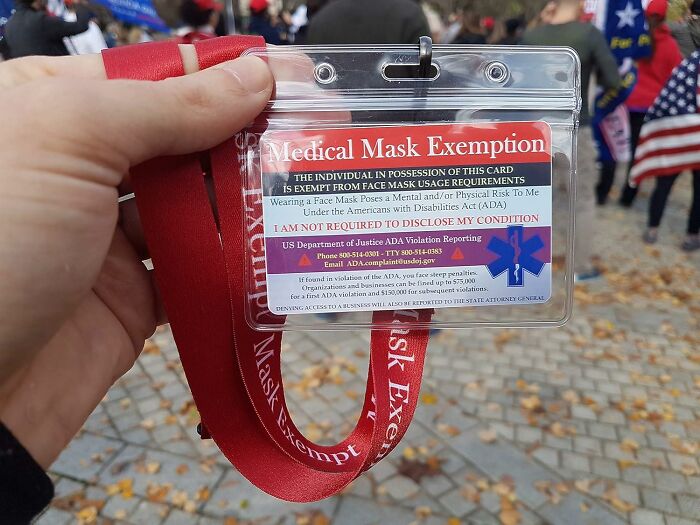 Medical Mask Exemption
THE INDIVIDUAL IN POSSESSION OF THIS CARD
IS EXEMPT FROM FACE MASK USAGE REQUIREMENTS
Wearing a Face Mask Poses a Mental and/or Physical Risk To Me
Under the Americans with Disabilities Act (ADA)
I AM NOT REQUIRED TO DISCLOSE MY CONDITION
US Department of Justice ADA Violation Reporting
Phone 800-514-0301 - TTY 800-514-0383
Email ADA.complaint@usdoj.gov
If found in violation of the ADA, you face steep penalties.
Organizations and businesses can be fined up to $75,000
for a first ADA violation and $150,000 for subsequent violations.
DENYING ACCESS TO A BUSINESS WILL ALSO BE REPORTED TO THE STATE ATTORNEY GENERAL
Exempt
Mask Exempt
Mask Exempt